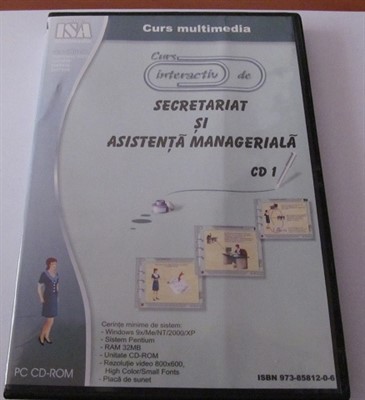 ISA
Curs multimedia
Curs
interactiv de
SECRETARIAT
ȘI
ASISTENȚĂ MANAGERIALĂ
CD 1
Cerințe minime de sistem:
- Windows 9x/Me/NT/2000/XP
- Sistem Pentium
- RAM 32MB
- Unitate CD-ROM
- Rezoluție video 800x600,
High Color/Small Fonts
- Placă de sunet
PC CD-ROM
ISBN 973-85812-0-6